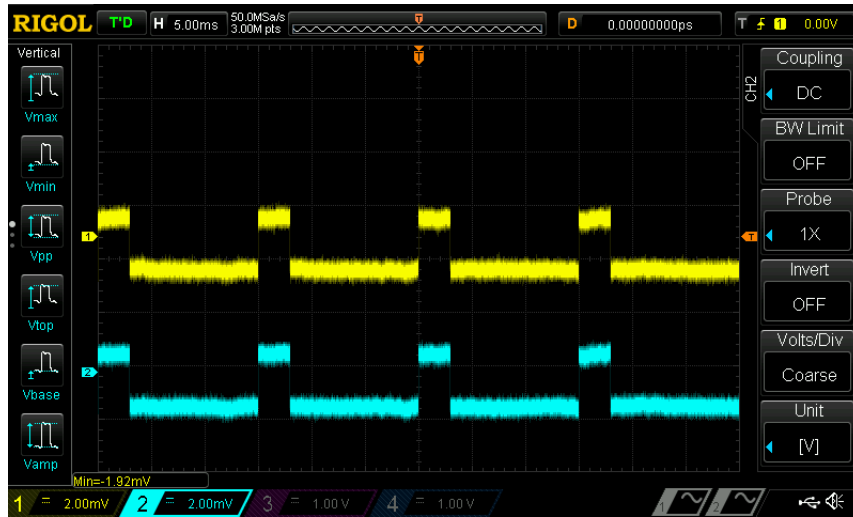 RIGOL T'D H 5.00ms 50.0MSa/s 3.00M pts D 0.00000000ps T 1 0.00V
T
Vertical
Vmax
Vmin
Vpp
Vtop
Vbase
Vamp
1
2
T
CH2
Coupling
DC
BW Limit
OFF
Probe
1X
Invert
OFF
Volts/Div
Coarse
Unit
[V]
Min=-1.92mV
1 = 2.00mV 2 = 2.00mV 3 = 1.00 V 4 = 1.00 V 1 2